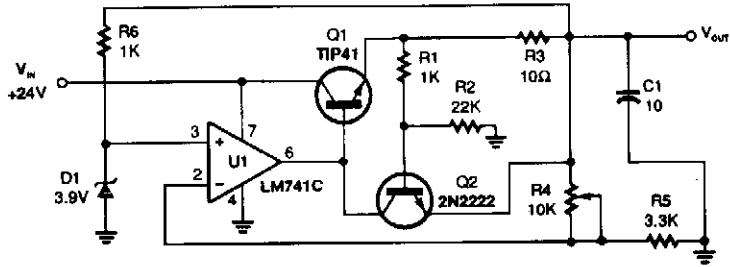 R6
1K
Q1
TIP41
R1
1K
R2
22K
R3
10Ω
V_OUT
C1
10
V_IN
+24V
3
+
7
U1
6
2
−
4
LM741C
D1
3.9V
Q2
2N2222
R4
10K
R5
3.3K